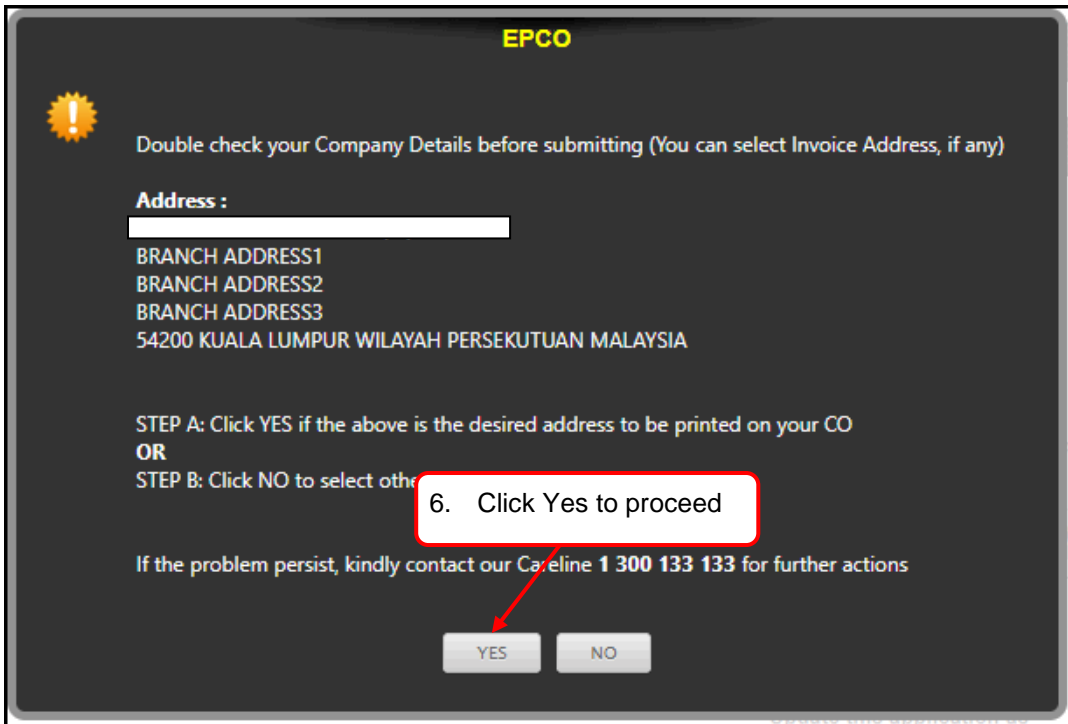 EPCO
Double check your Company Details before submitting (You can select Invoice Address, if any)
Address :
BRANCH ADDRESS1
BRANCH ADDRESS2
BRANCH ADDRESS3
54200 KUALA LUMPUR WILAYAH PERSEKUTUAN MALAYSIA
STEP A: Click YES if the above is the desired address to be printed on your CO
OR
STEP B: Click NO to select
6. Click Yes to proceed
If the problem persist, kindly contact our Careline 1 300 133 133 for further actions
YES NO